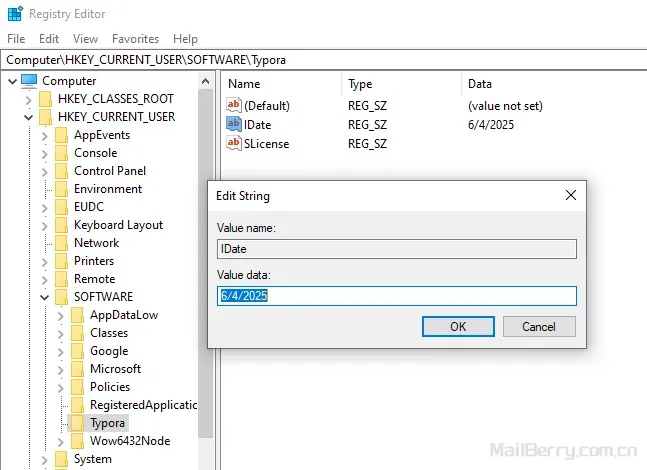 Registry Editor
File Edit View Favorites Help
Computer\HKEY_CURRENT_USER\SOFTWARE\Typora
Computer
HKEY_CLASSES_ROOT
HKEY_CURRENT_USER
AppEvents
Console
Control Panel
Environment
EUDC
Keyboard Layout
Network
Printers
Remote
SOFTWARE
AppDataLow
Classes
Google
Microsoft
Policies
RegisteredApplicatic
Typora
Wow6432Node
System
Name Type Data
(Default) REG_SZ (value not set)
IDate REG_SZ 6/4/2025
SLicense REG_SZ
Edit String
Value name:
IDate
Value data:
6/4/2025
OK Cancel
MailBerry.com.cn